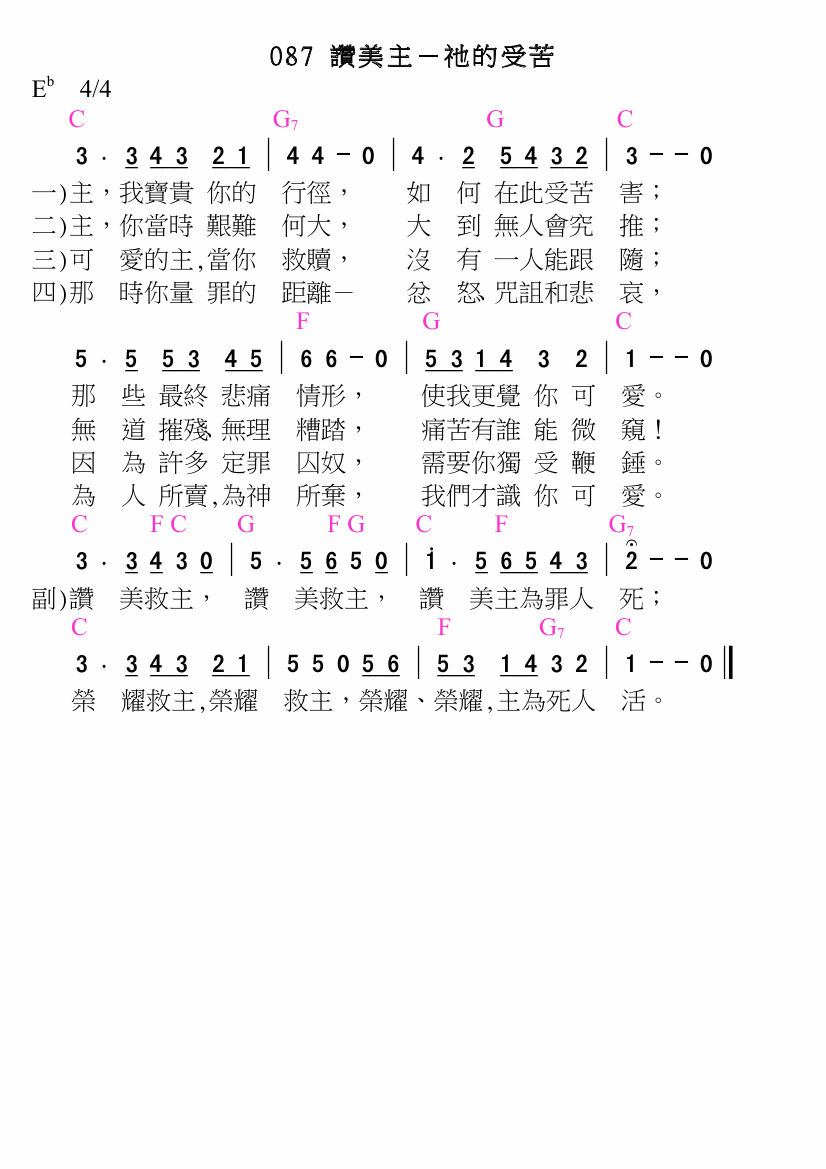 087 讚美主－祂的受苦
E♭ 4/4
C G7 G C
3 · 3 4 3 2 1 | 4 4 － 0 | 4 · 2 5 4 3 2 | 3 － － 0
一)主，我寶貴 你的 行徑， 如 何 在此受苦 害；
二)主，你當時 艱難 何大， 大 到 無人會究 推；
三)可 愛的主,當你 救贖， 沒 有 一人能跟 隨；
四)那 時你量 罪的 距離－ 忿 怒、咒詛和悲 哀，
F G C
5 · 5 5 3 4 5 | 6 6 － 0 | 5 3 1 4 3 2 | 1 － － 0
那 些 最終 悲痛 情形， 使我更覺 你 可 愛。
無 道 摧殘、無理 糟踏， 痛苦有誰 能 微 窺！
因 為 許多 定罪 囚奴， 需要你獨 受 鞭 錘。
為 人 所賣,為神 所棄， 我們才識 你 可 愛。
C F C G F G C F G7
3 · 3 4 3 0 | 5 · 5 6 5 0 | i · 5 6 5 4 3 | 2 － － 0
副)讚 美救主， 讚 美救主， 讚 美主為罪人 死；
C F G7 C
3 · 3 4 3 2 1 | 5 5 0 5 6 | 5 3 1 4 3 2 | 1 － － 0 ‖
榮 耀救主,榮耀 救主，榮耀、榮耀,主為死人 活。